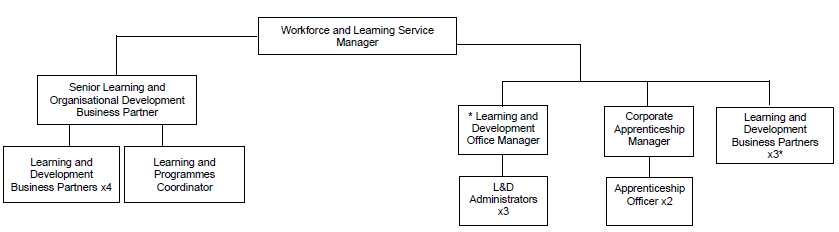 Workforce and Learning Service
Manager
Senior Learning and
Organisational Development
Business Partner
Learning and
Development
Business Partners x4
Learning and
Programmes
Coordinator
* Learning and
Development
Office Manager
L&D
Administrators
x3
Corporate
Apprenticeship
Manager
Apprenticeship
Officer x2
Learning and
Development
Business Partners
x3*